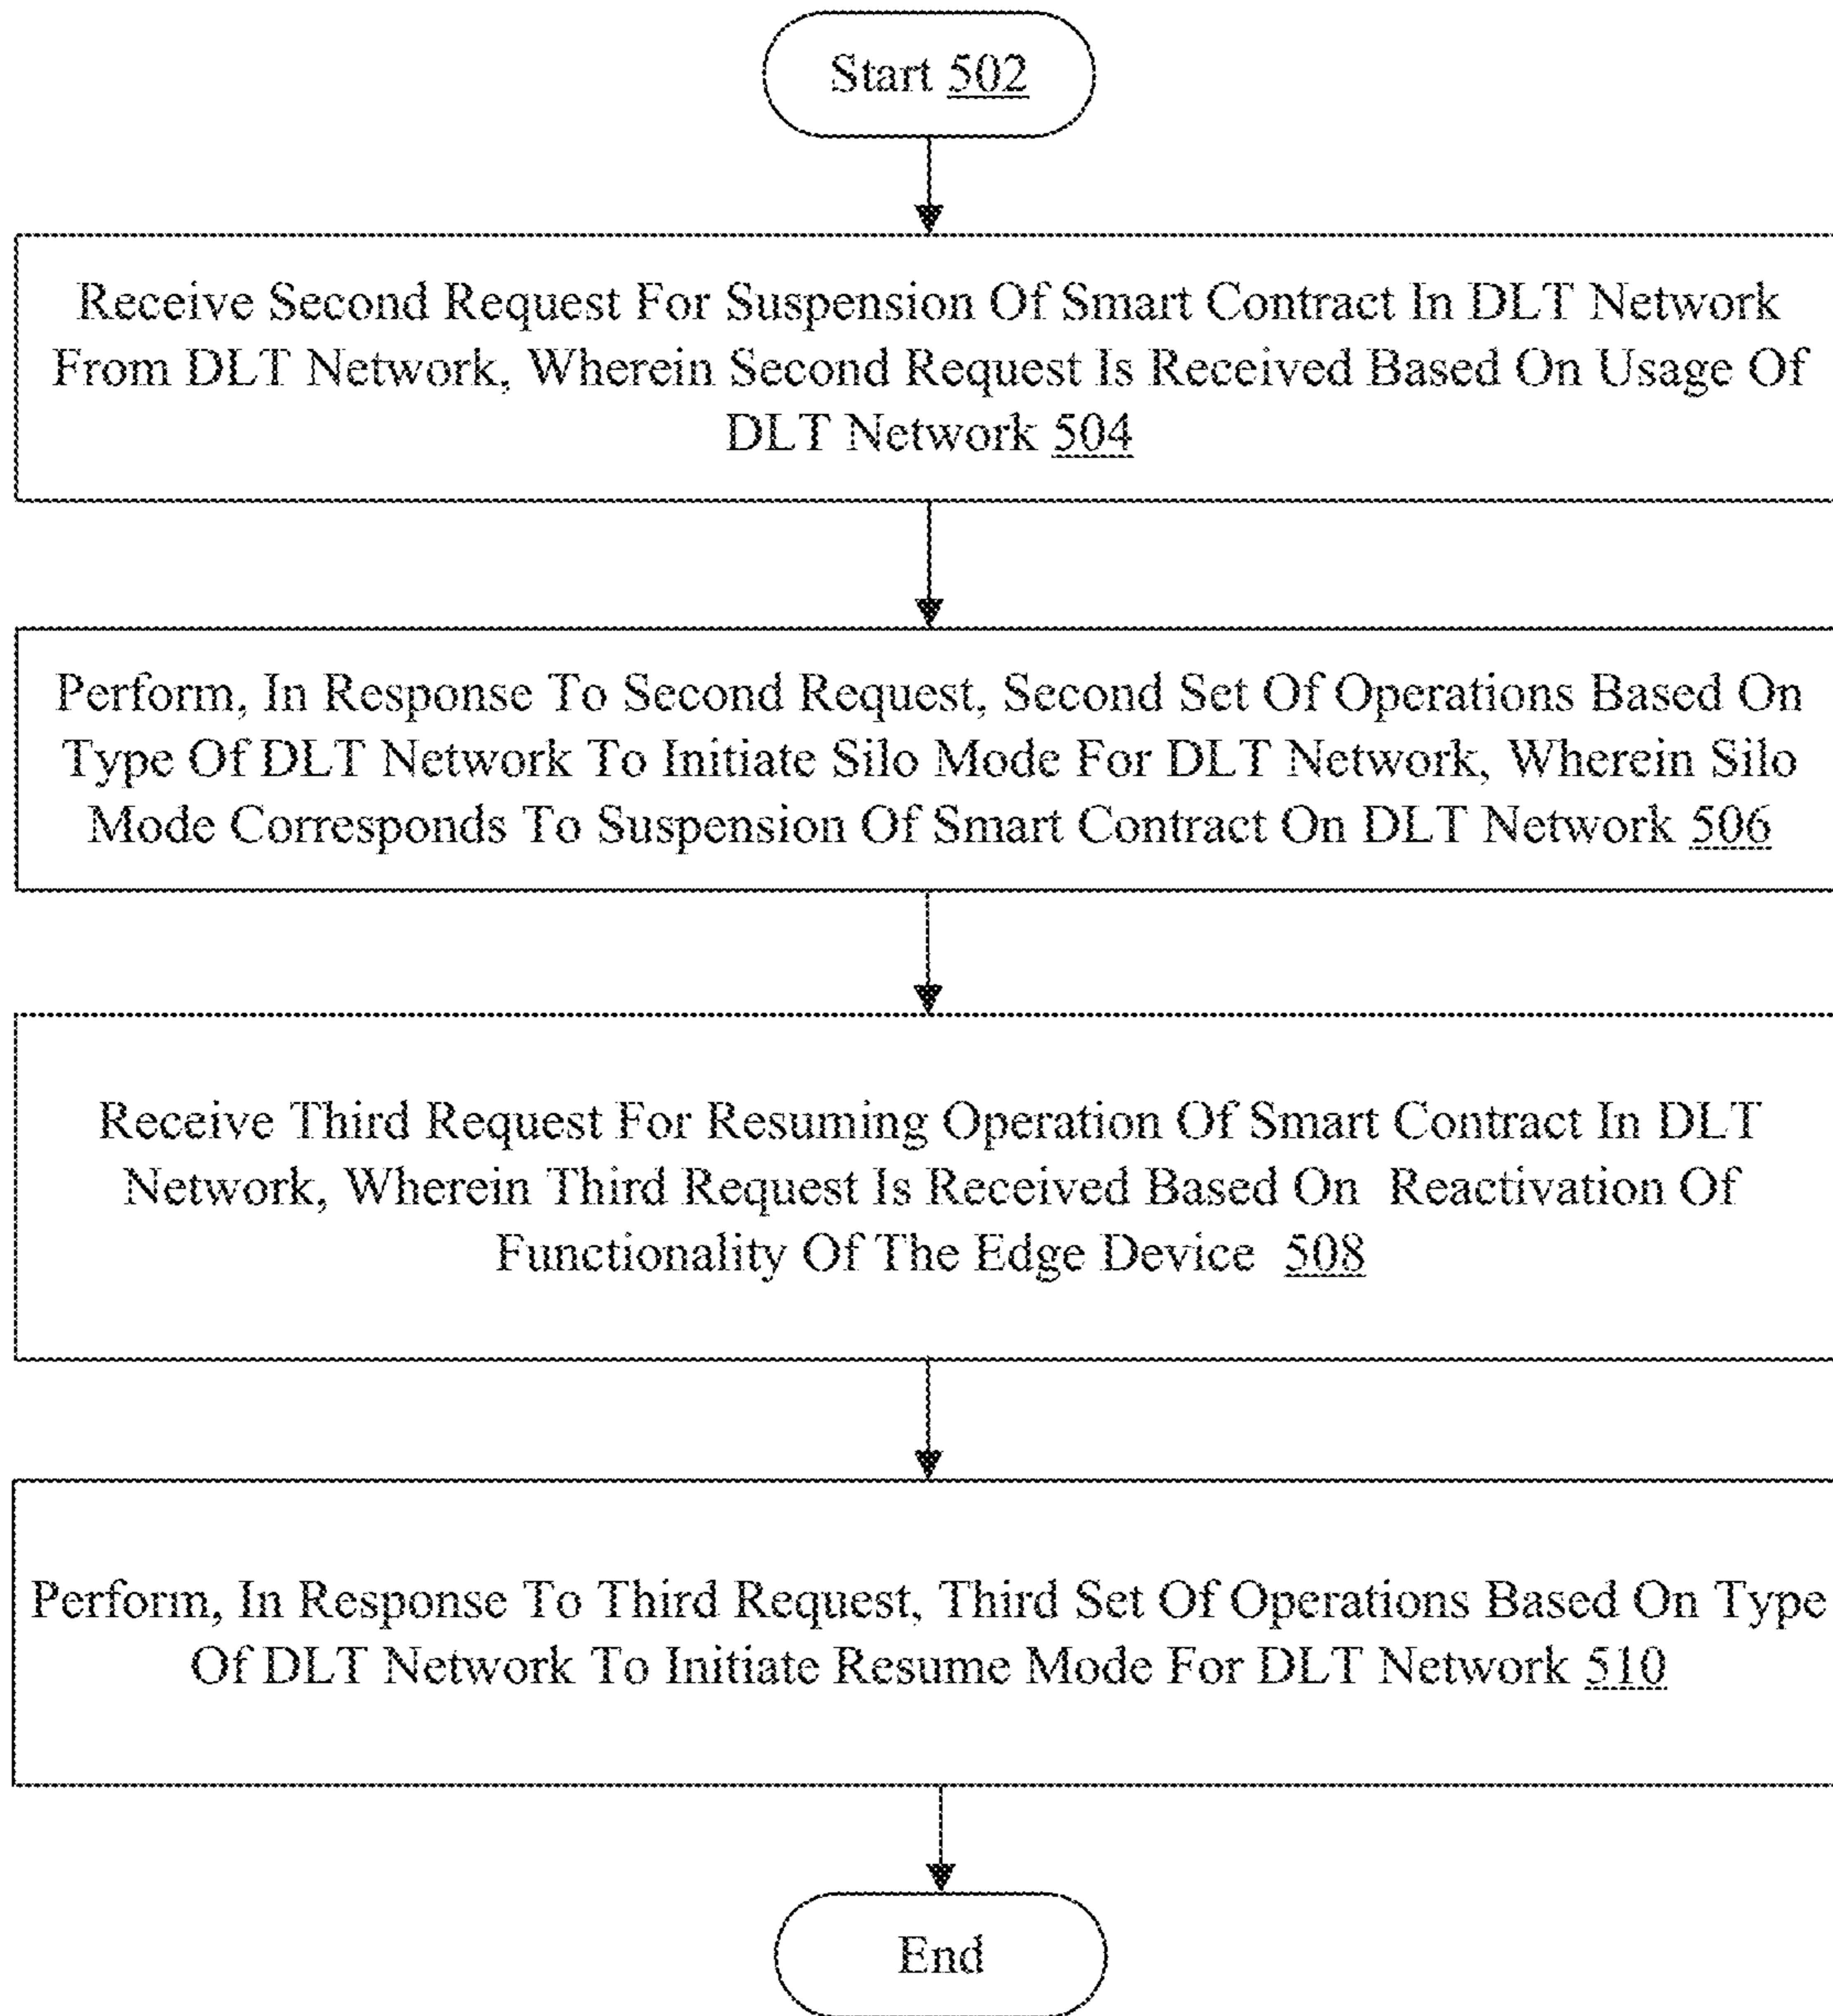 Start 502
Receive Second Request For Suspension Of Smart Contract In DLT Network
From DLT Network, Wherein Second Request Is Received Based On Usage Of
DLT Network 504
Perform, In Response To Second Request, Second Set Of Operations Based On
Type Of DLT Network To Initiate Silo Mode For DLT Network, Wherein Silo
Mode Corresponds To Suspension Of Smart Contract On DLT Network 506
Receive Third Request For Resuming Operation Of Smart Contract In DLT
Network, Wherein Third Request Is Received Based On Reactivation Of
Functionality Of The Edge Device 508
Perform, In Response To Third Request, Third Set Of Operations Based On Type
Of DLT Network To Initiate Resume Mode For DLT Network 510
End